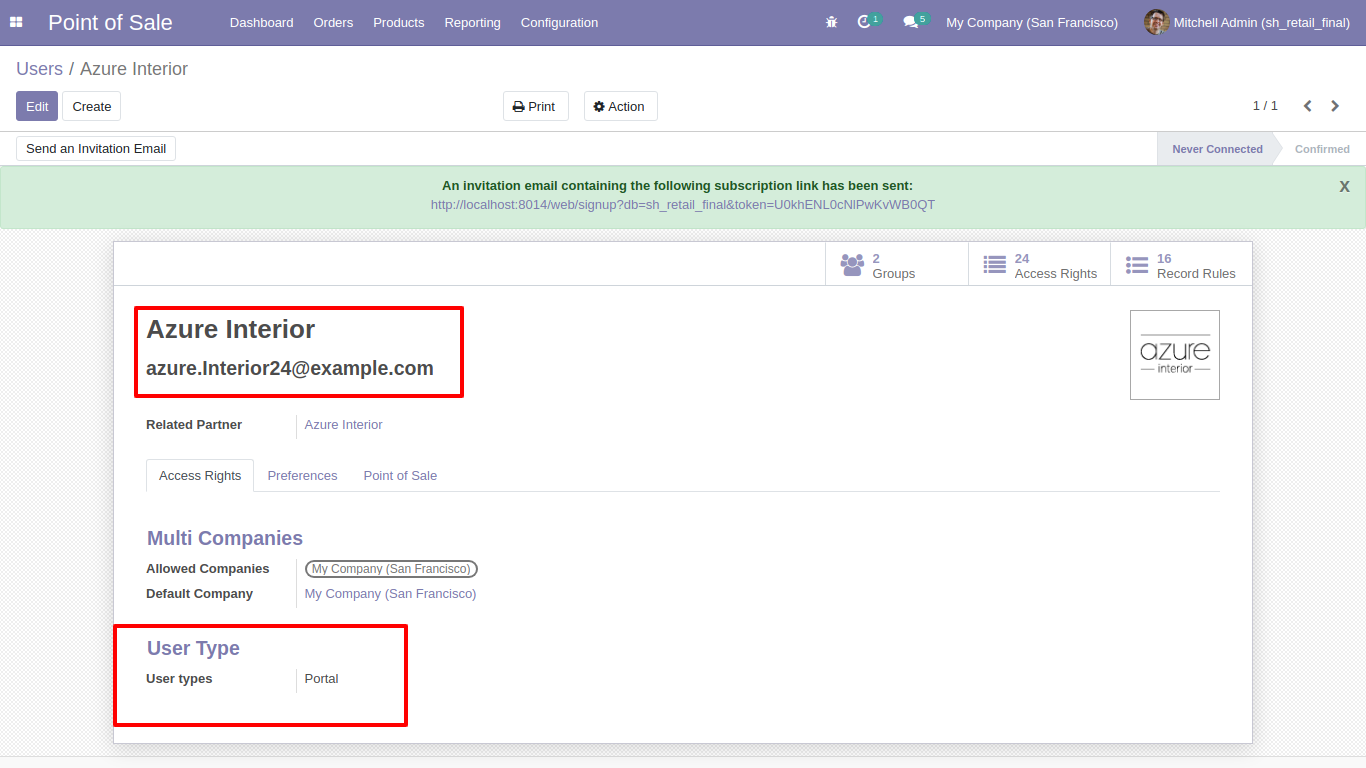 Point of Sale Dashboard Orders Products Reporting Configuration 1 5 My Company (San Francisco) Mitchell Admin (sh_retail_final)
Users / Azure Interior
Edit Create Print Action 1 / 1
Send an Invitation Email Never Connected Confirmed
An invitation email containing the following subscription link has been sent: X
http://localhost:8014/web/signup?db=sh_retail_final&token=U0khENL0cNlPwKvWB0QT
2 Groups 24 Access Rights 16 Record Rules
Azure Interior
azure.Interior24@example.com
azure
interior
Related Partner Azure Interior
Access Rights Preferences Point of Sale
Multi Companies
Allowed Companies My Company (San Francisco)
Default Company My Company (San Francisco)
User Type
User types Portal